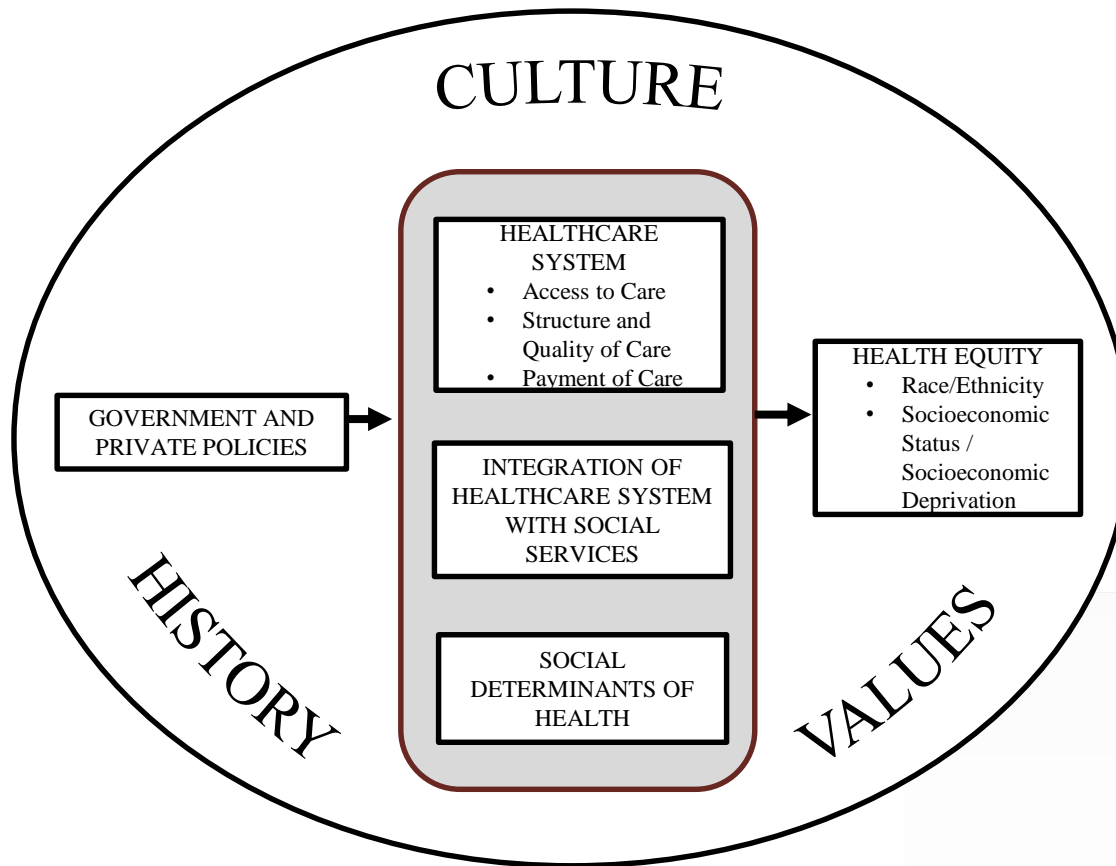 CULTURE
HEALTHCARE
SYSTEM
• Access to Care
• Structure and
Quality of Care
• Payment of Care
GOVERNMENT AND
PRIVATE POLICIES
INTEGRATION OF
HEALTHCARE SYSTEM
WITH SOCIAL
SERVICES
SOCIAL
DETERMINANTS OF
HEALTH
HEALTH EQUITY
• Race/Ethnicity
• Socioeconomic
Status /
Socioeconomic
Deprivation
HISTORY
VALUES